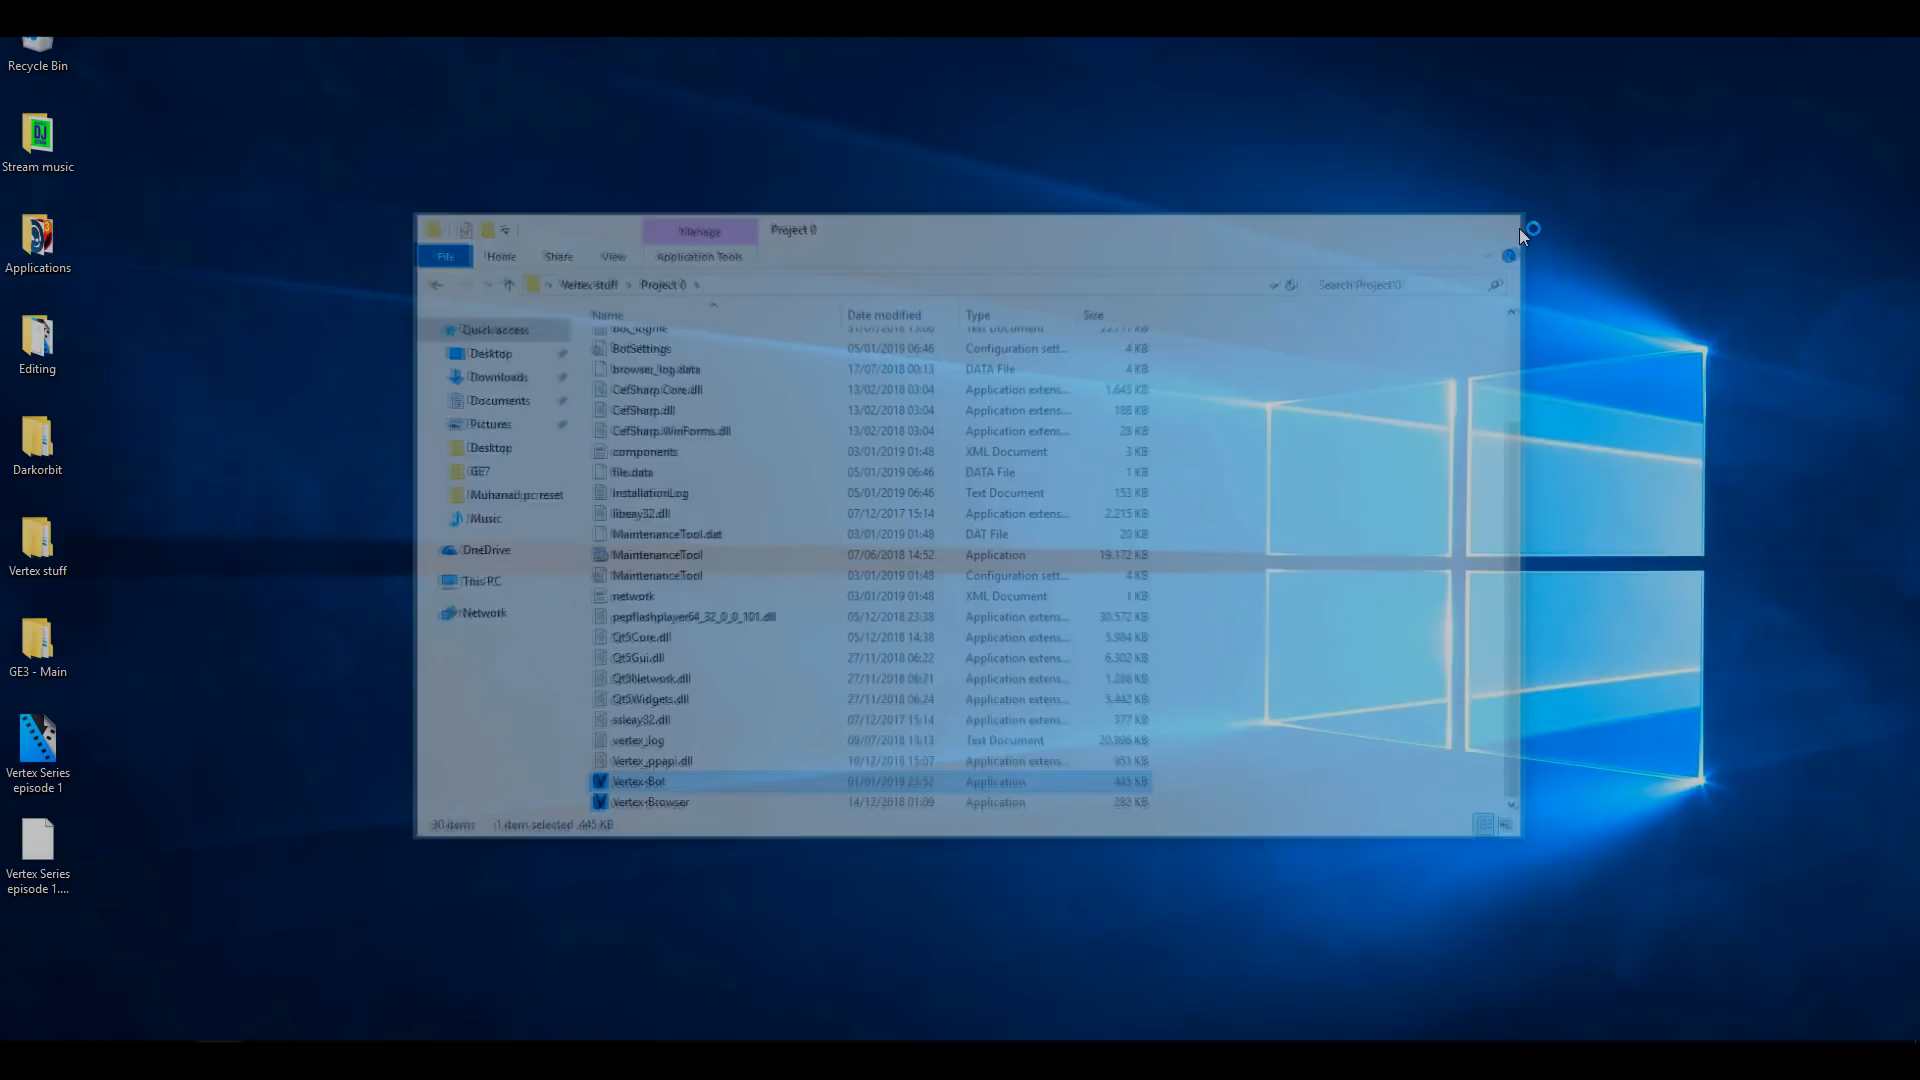 Recycle Bin
Stream music
Applications
Editing
Darkorbit
Vertex stuff
GE3 - Main
Vertex Series
episode 1
Vertex Series
episode 1....
Manage
Project 0
File
Home
Share
View
Application Tools
Vertex stuff
Project 0
Search Project 0
Quick access
Desktop
Downloads
Documents
Pictures
Desktop
GE7
Muhanad pc reset
Music
OneDrive
This PC
Network
Name Date modified Type Size
bot_logme 31/07/2018 13:06 Text Document
BotSettings 05/01/2019 06:46 Configuration sett... 4 KB
browser_log.data 17/07/2018 00:13 DATA File 4 KB
CefSharp.Core.dll 13/02/2018 03:04 Application extens... 1,645 KB
CefSharp.dll 13/02/2018 03:04 Application extens... 188 KB
CefSharp.WinForms.dll 13/02/2018 03:04 Application extens... 28 KB
components 03/01/2019 01:48 XML Document 3 KB
file.data 05/01/2019 06:46 DATA File 1 KB
InstallationLog 05/01/2019 06:46 Text Document 153 KB
libeay32.dll 07/12/2017 15:14 Application extens... 2,215 KB
MaintenanceTool.dat 03/01/2019 01:48 DAT File 20 KB
MaintenanceTool 07/06/2018 14:52 Application 19,172 KB
MaintenanceTool 03/01/2019 01:48 Configuration sett... 4 KB
network 03/01/2019 01:48 XML Document 1 KB
pepflashplayer64_32_0_0_101.dll 05/12/2018 23:38 Application extens... 30,572 KB
Qt5Core.dll 05/12/2018 14:38 Application extens... 5,984 KB
Qt5Gui.dll 27/11/2018 06:22 Application extens... 6,302 KB
Qt5Network.dll 27/11/2018 06:21 Application extens... 1,286 KB
Qt5Widgets.dll 27/11/2018 06:24 Application extens... 5,442 KB
ssleay32.dll 07/12/2017 15:14 Application extens... 377 KB
vertex_log 09/07/2018 13:13 Text Document 20,886 KB
Vertex_ppapi.dll 19/12/2018 15:07 Application extens... 951 KB
Vertex-Bot 01/01/2019 23:52 Application 445 KB
Vertex-Browser 14/12/2018 01:09 Application 282 KB
30 items 1 item selected 445 KB